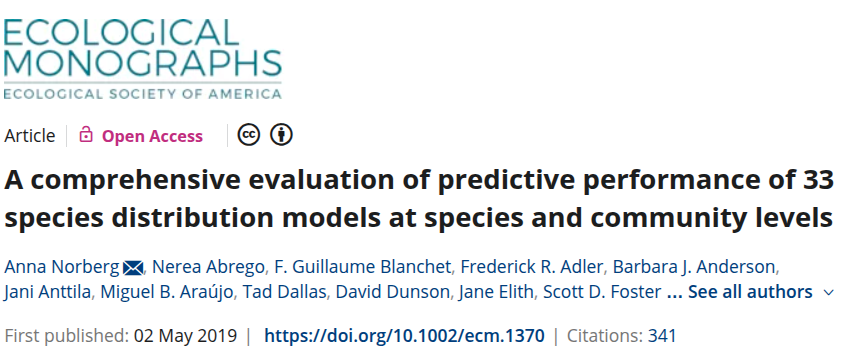 ECOLOGICAL
MONOGRAPHS
ECOLOGICAL SOCIETY OF AMERICA
Article Open Access cc
A comprehensive evaluation of predictive performance of 33
species distribution models at species and community levels
Anna Norberg, Nerea Abrego, F. Guillaume Blanchet, Frederick R. Adler, Barbara J. Anderson,
Jani Anttila, Miguel B. Araújo, Tad Dallas, David Dunson, Jane Elith, Scott D. Foster ... See all authors
First published: 02 May 2019 | https://doi.org/10.1002/ecm.1370 | Citations: 341